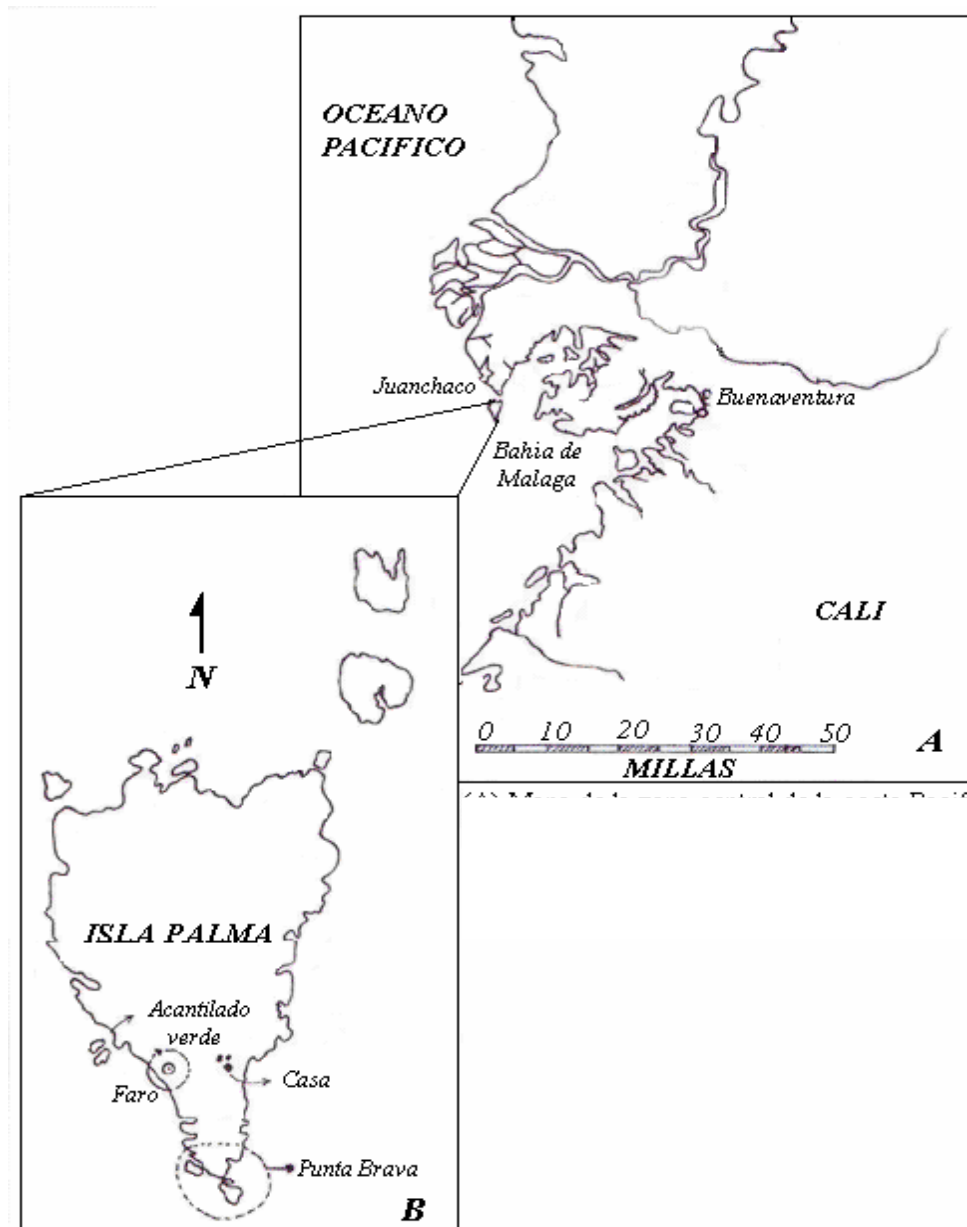 OCEANO
PACIFICO
Juanchaco
Buenaventura
Bahia de
Malaga
CALI
0 10 20 30 40 50
MILLAS
A
N
ISLA PALMA
Acantilado
verde
Faro
Casa
Punta Brava
B